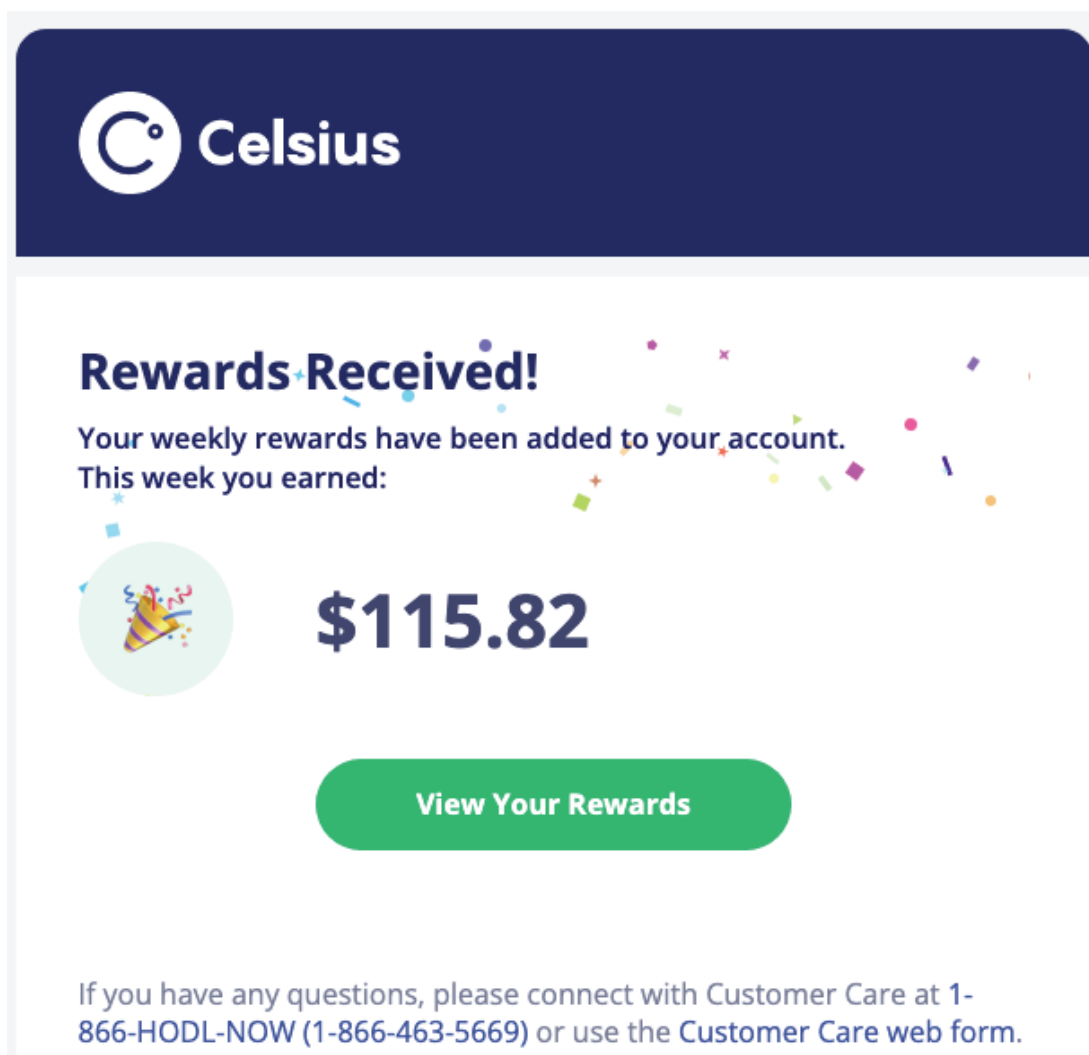 Celsius
Rewards Received!
Your weekly rewards have been added to your account.
This week you earned:
$115.82
View Your Rewards
If you have any questions, please connect with Customer Care at 1-
866-HODL-NOW (1-866-463-5669) or use the Customer Care web form.